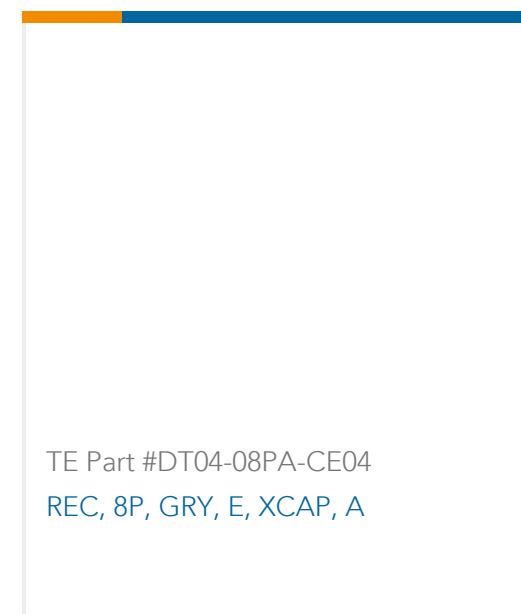 TE Part #DT04-08PA-CE04
REC, 8P, GRY, E, XCAP, A